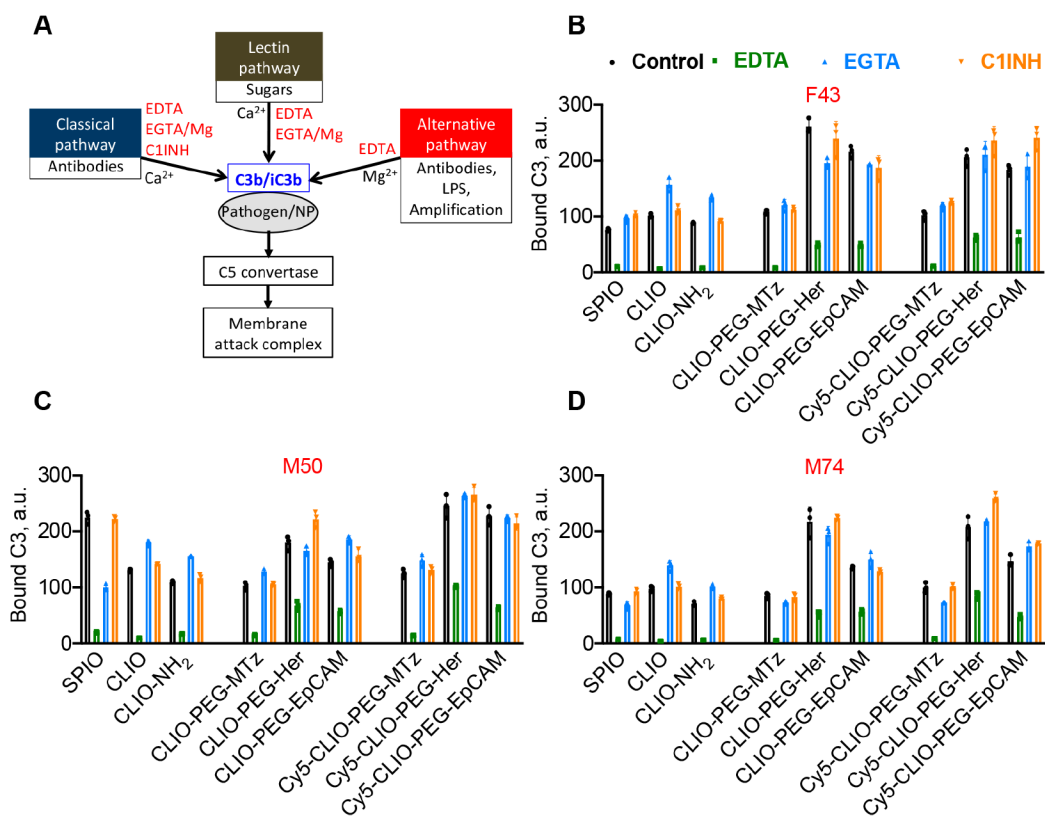 A
Lectin
pathway
Sugars
Ca2+
EDTA
EGTA/Mg
Classical
pathway
Antibodies
EDTA
EGTA/Mg
C1INH
Ca2+
Alternative
pathway
Antibodies,
LPS,
Amplification
EDTA
Mg2+
C3b/iC3b
Pathogen/NP
C5 convertase
Membrane
attack complex
B
Control EDTA EGTA C1INH
F43
Bound C3, a.u.
300
200
100
0
SPIO
CLIO
CLIO-NH2
CLIO-PEG-MTz
CLIO-PEG-Her
CLIO-PEG-EpCAM
Cy5-CLIO-PEG-MTz
Cy5-CLIO-PEG-Her
Cy5-CLIO-PEG-EpCAM
C
M50
Bound C3, a.u.
300
200
100
0
SPIO
CLIO
CLIO-NH2
CLIO-PEG-MTz
CLIO-PEG-Her
CLIO-PEG-EpCAM
Cy5-CLIO-PEG-MTz
Cy5-CLIO-PEG-Her
Cy5-CLIO-PEG-EpCAM
D
M74
Bound C3, a.u.
300
200
100
0
SPIO
CLIO
CLIO-NH2
CLIO-PEG-MTz
CLIO-PEG-Her
CLIO-PEG-EpCAM
Cy5-CLIO-PEG-MTz
Cy5-CLIO-PEG-Her
Cy5-CLIO-PEG-EpCAM